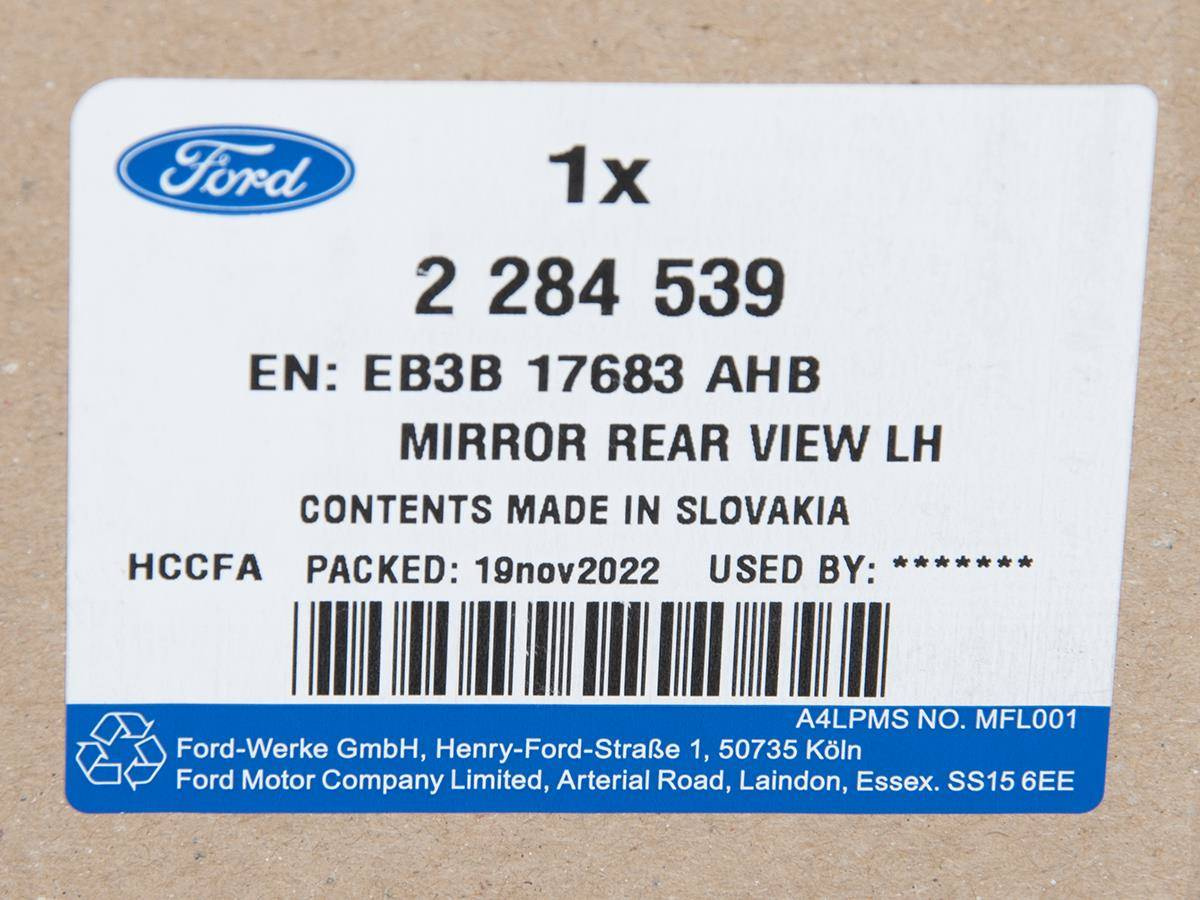 Ford
1x
2 284 539
EN: EB3B 17683 AHB
MIRROR REAR VIEW LH
CONTENTS MADE IN SLOVAKIA
HCCFA PACKED: 19nov2022 USED BY: *******
A4LPMS NO. MFL001
Ford-Werke GmbH, Henry-Ford-Straße 1, 50735 Köln
Ford Motor Company Limited, Arterial Road, Laindon, Essex. SS15 6EE